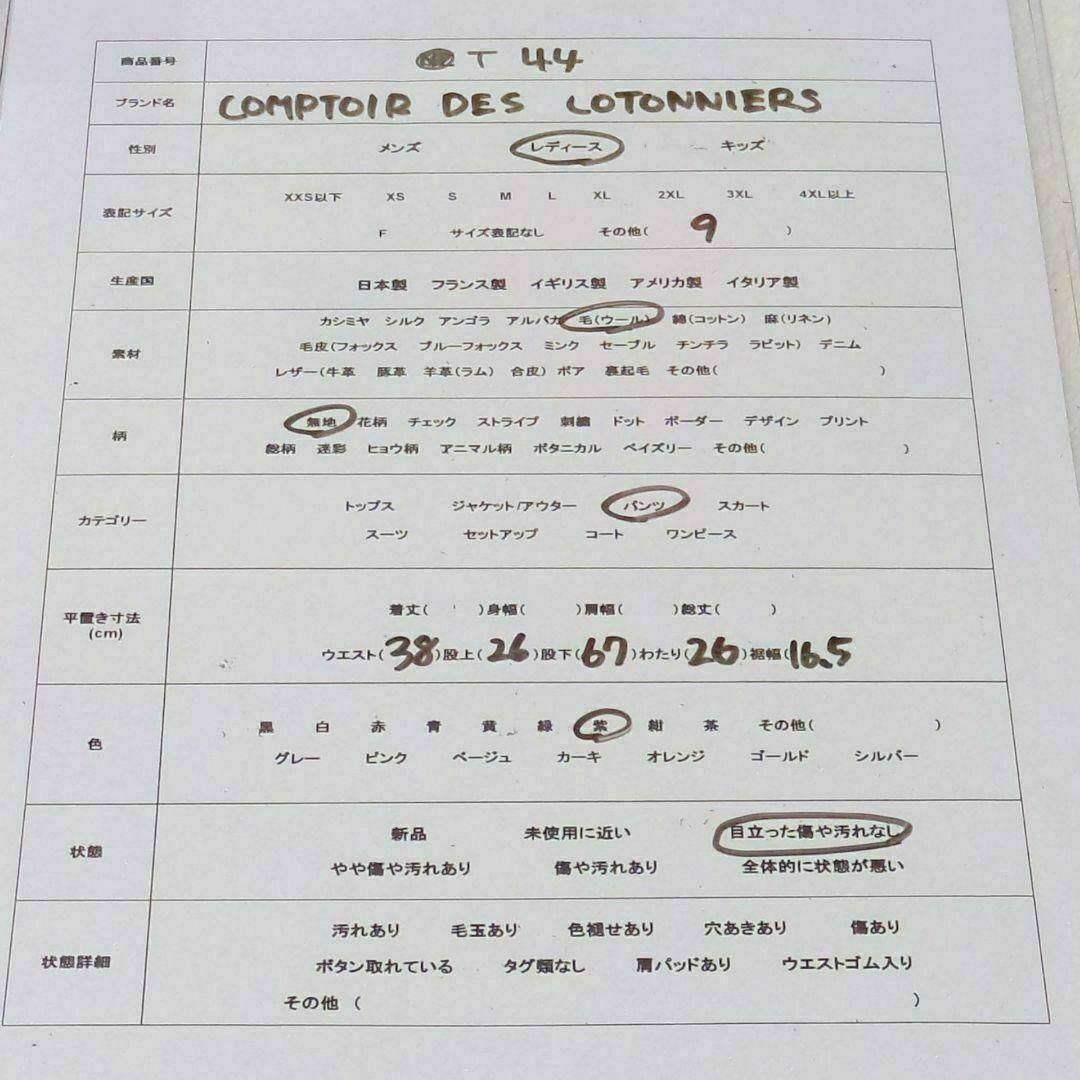 商品番号 T 44
ブランド名 COMPTOIR DES LOTONNIERS
性別 メンズ レディース キッズ
XXS以下 XS S M L XL 2XL 3XL 4XL以上
表記サイズ
F サイズ表記なし その他( 9 )
生産国 日本製 フランス製 イギリス製 アメリカ製 イタリア製
カシミヤ シルク アンゴラ アルパカ 毛(ウール) 綿(コットン) 麻(リネン)
素材 毛皮(フォックス ブルーフォックス ミンク セーブル チンチラ ラビット) デニム
レザー(牛革 豚革 羊革(ラム) 合皮) ボア 裏起毛 その他( )
無地 花柄 チェック ストライプ 刺繍 ドット ボーダー デザイン プリント
柄
総柄 迷彩 ヒョウ柄 アニマル柄 ボタニカル ペイズリー その他( )
トップス ジャケット/アウター パンツ スカート
カテゴリー
スーツ セットアップ コート ワンピース
着丈( )身幅( )肩幅( )総丈( )
平置き寸法
(cm)
ウエスト( 38 )股上( 26 )股下( 67 )わたり( 26 )裾幅( 16.5
黒 白 赤 青 黄 緑 紫 紺 茶 その他( )
色
グレー ピンク ベージュ カーキ オレンジ ゴールド シルバー
新品 未使用に近い 目立った傷や汚れなし
状態
やや傷や汚れあり 傷や汚れあり 全体的に状態が悪い
汚れあり 毛玉あり 色褪せあり 穴あきあり 傷あり
状態詳細 ボタン取れている タグ類なし 肩パッドあり ウエストゴム入り
その他 ( )